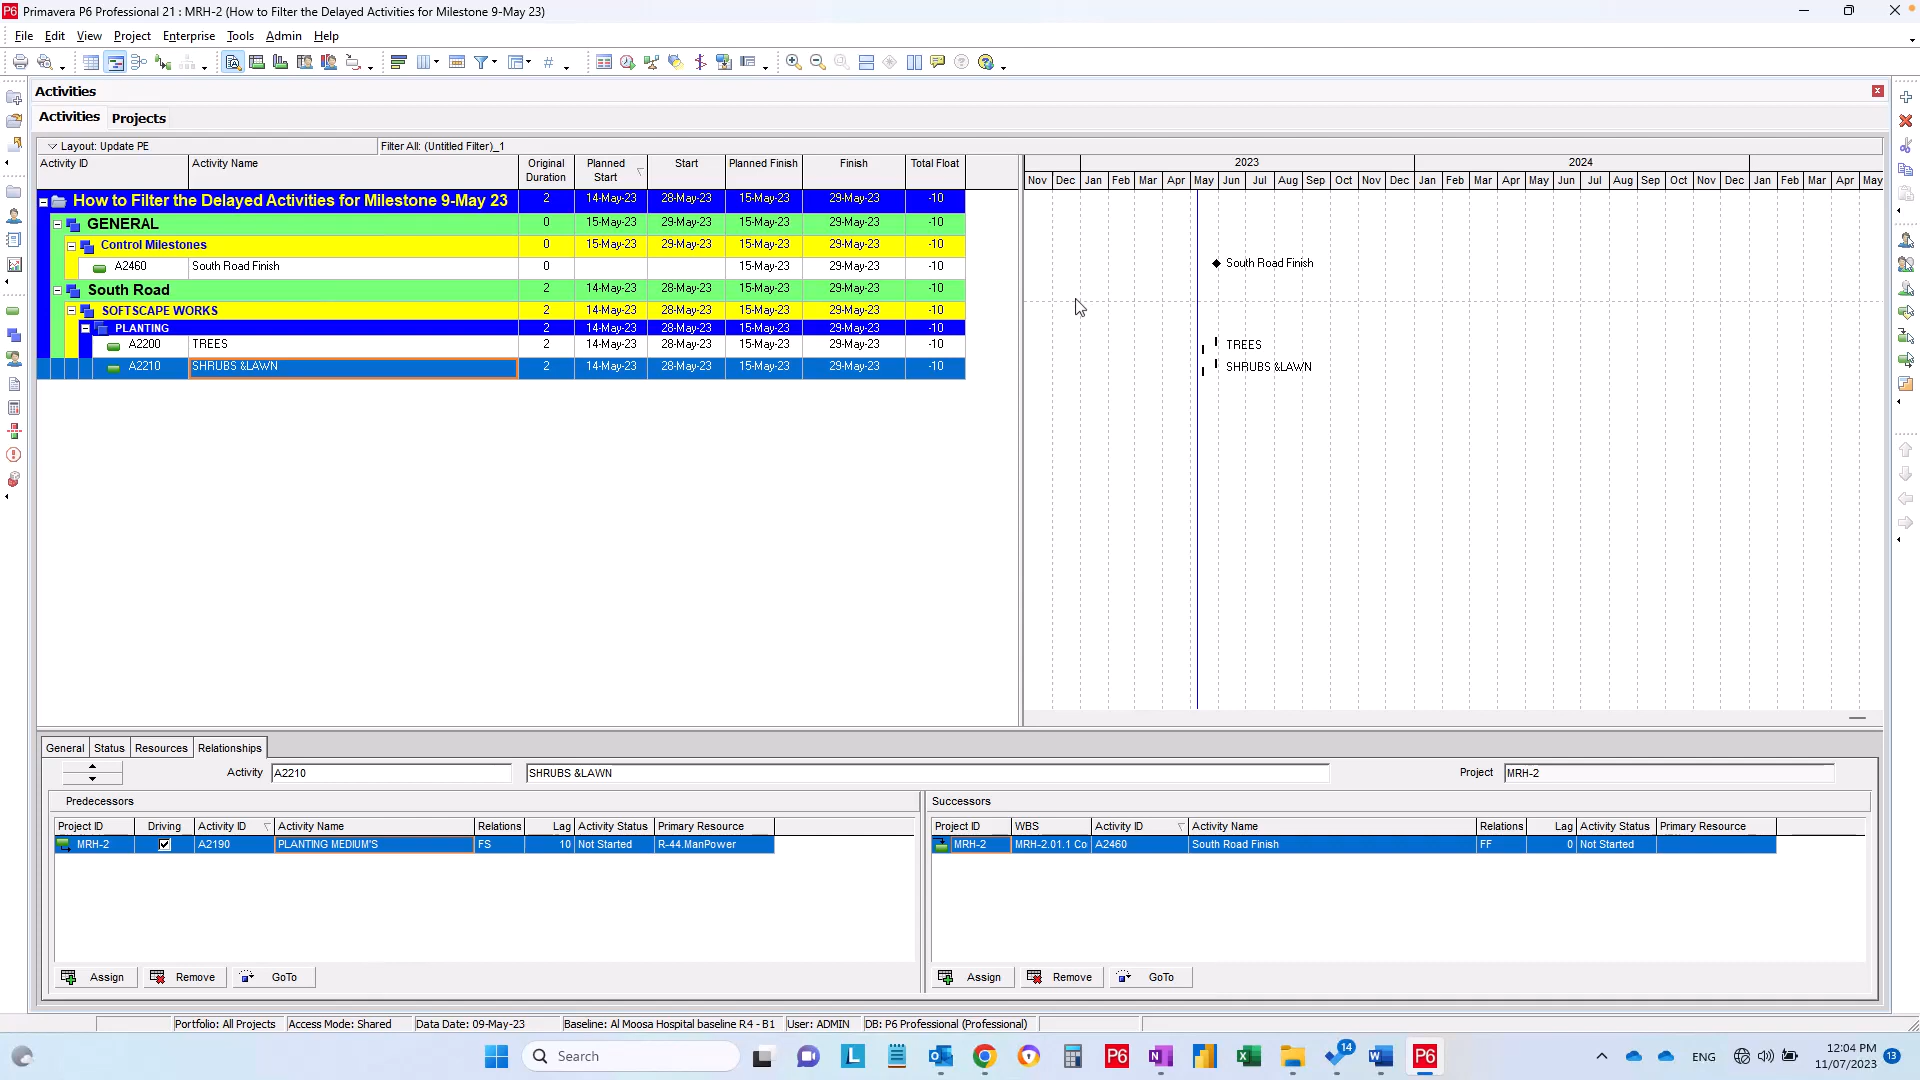 Primavera P6 Professional 21 : MRH-2 (How to Filter the Delayed Activities for Milestone 9-May 23)
File Edit View Project Enterprise Tools Admin Help
Activities
Activities Projects
Layout: Update PE Filter All: (Untitled Filter)_1
Activity ID Activity Name Original Duration Planned Start Start Planned Finish Finish Total Float
2023 2024
Nov Dec Jan Feb Mar Apr May Jun Jul Aug Sep Oct Nov Dec Jan Feb Mar Apr May Jun Jul Aug Sep Oct Nov Dec Jan Feb Mar Apr May
How to Filter the Delayed Activities for Milestone 9-May 23 2 14-May-23 28-May-23 15-May-23 29-May-23 -10
GENERAL 0 15-May-23 29-May-23 15-May-23 29-May-23 -10
Control Milestones 0 15-May-23 29-May-23 15-May-23 29-May-23 -10
A2460 South Road Finish 0 15-May-23 29-May-23 -10 South Road Finish
South Road 2 14-May-23 28-May-23 15-May-23 29-May-23 -10
SOFTSCAPE WORKS 2 14-May-23 28-May-23 15-May-23 29-May-23 -10
PLANTING 2 14-May-23 28-May-23 15-May-23 29-May-23 -10
A2200 TREES 2 14-May-23 28-May-23 15-May-23 29-May-23 -10 TREES
A2210 SHRUBS &LAWN 2 14-May-23 28-May-23 15-May-23 29-May-23 -10 SHRUBS &LAWN
General Status Resources Relationships
Activity A2210 SHRUBS &LAWN Project MRH-2
Predecessors Successors
Project ID Driving Activity ID Activity Name Relations Lag Activity Status Primary Resource Project ID WBS Activity ID Activity Name Relations Lag Activity Status Primary Resource
MRH-2 A2190 PLANTING MEDIUM'S FS 10 Not Started R-44.ManPower MRH-2 MRH-2.01.1 Co A2460 South Road Finish FF 0 Not Started
Assign Remove GoTo Assign Remove GoTo
Portfolio: All Projects Access Mode: Shared Data Date: 09-May-23 Baseline: Al Moosa Hospital baseline R4 - B1 User: ADMIN DB: P6 Professional (Professional)
Search 14 ENG 12:04 PM 13
11/07/2023